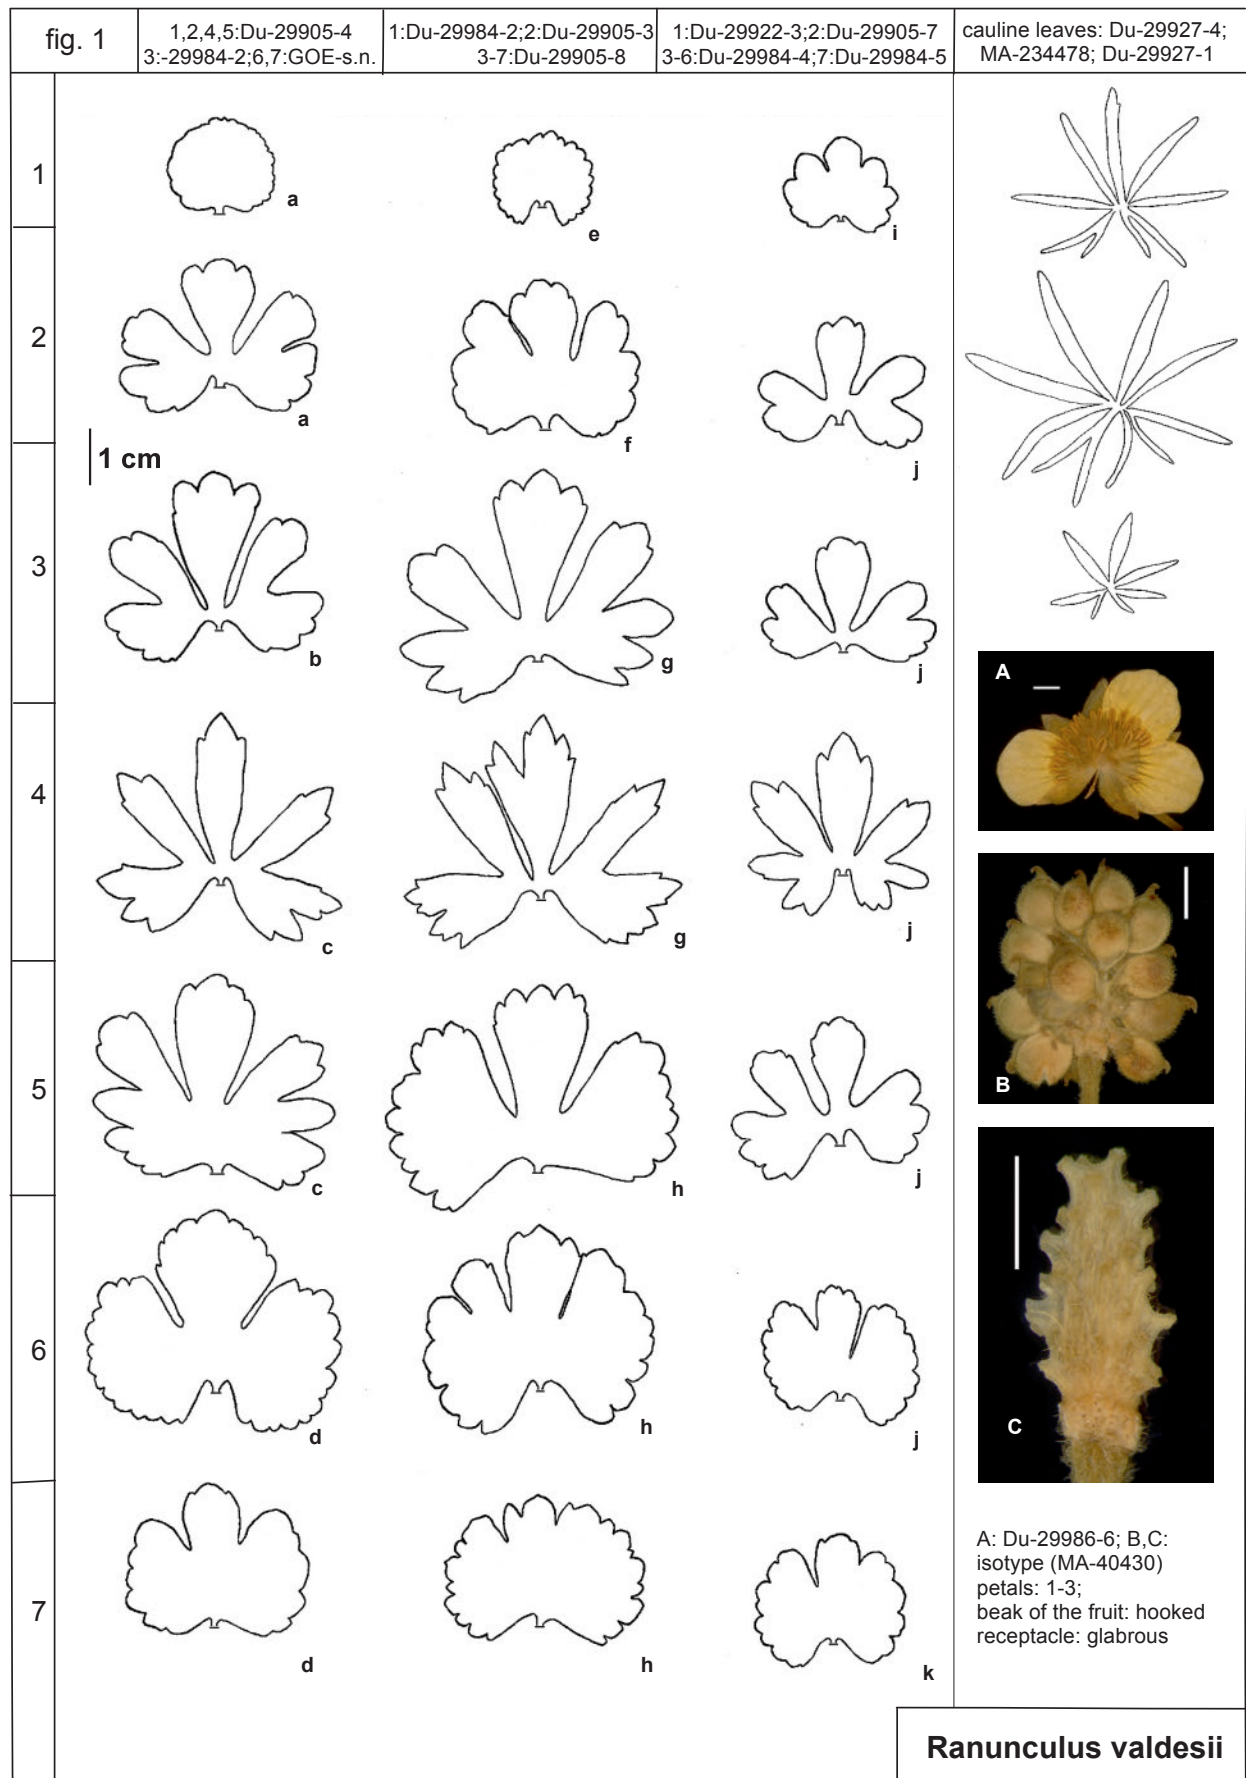 fig. 1
1,2,4,5:Du-29905-4
3:-29984-2;6,7:GOE-s.n.
1:Du-29984-2;2:Du-29905-3
3-7:Du-29905-8
1:Du-29922-3;2:Du-29905-7
3-6:Du-29984-4;7:Du-29984-5
cauline leaves: Du-29927-4;
MA-234478; Du-29927-1
1
a
e
i
2
a
f
j
1 cm
3
b
g
j
4
c
g
j
5
c
h
j
6
d
h
j
7
d
h
k
A
B
C
A: Du-29986-6; B,C:
isotype (MA-40430)
petals: 1-3;
beak of the fruit: hooked
receptacle: glabrous
Ranunculus valdesii